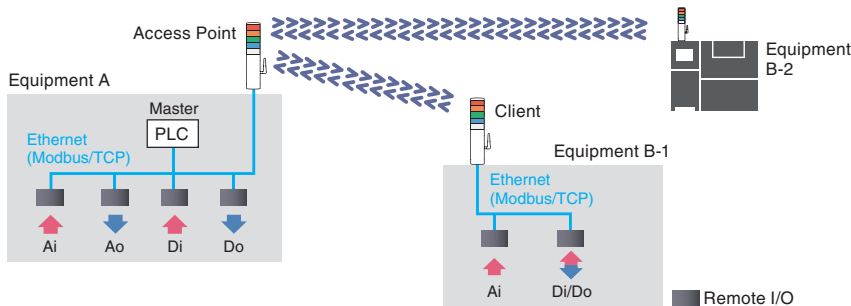 Access Point
Equipment
B-2
Equipment A
Master
PLC
Ethernet
(Modbus/TCP)
Ai
Ao
Di
Do
Client
Equipment B-1
Ethernet
(Modbus/TCP)
Ai
Di/Do
Remote I/O